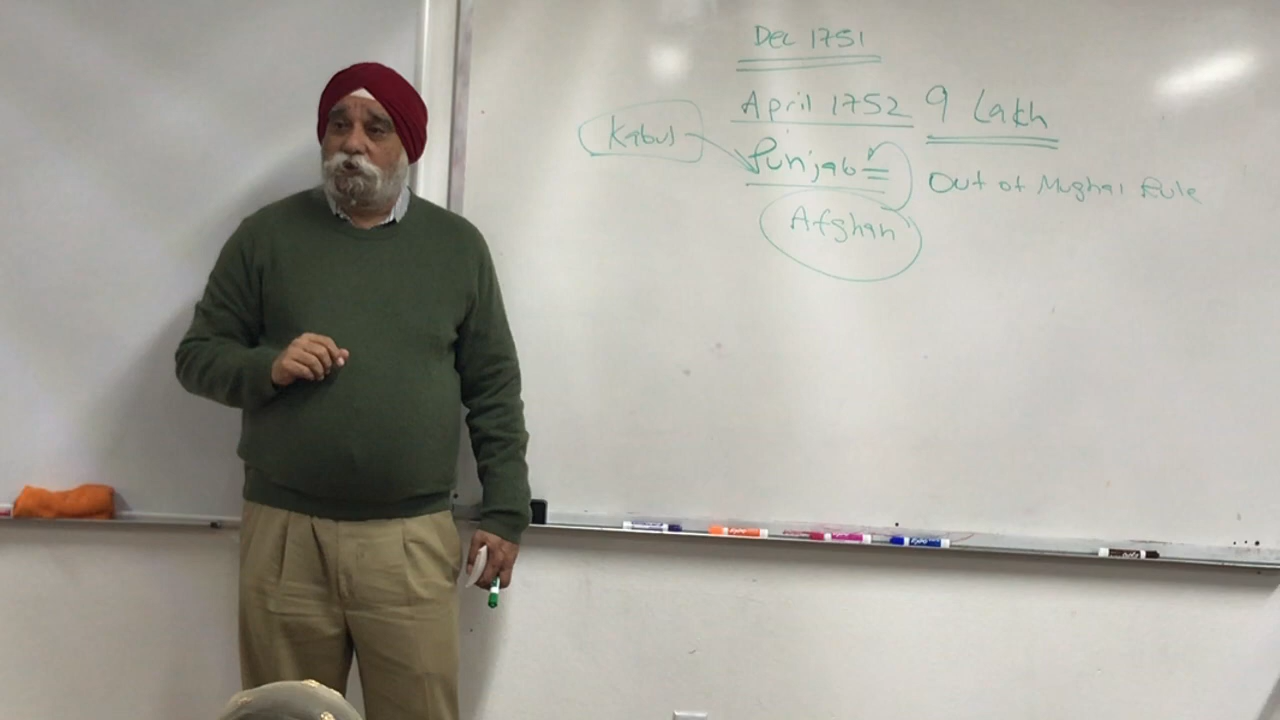 Dec 1751
April 1752 9 Lakh
Kabul
Punjab
Out of Mughal Rule
Afghan